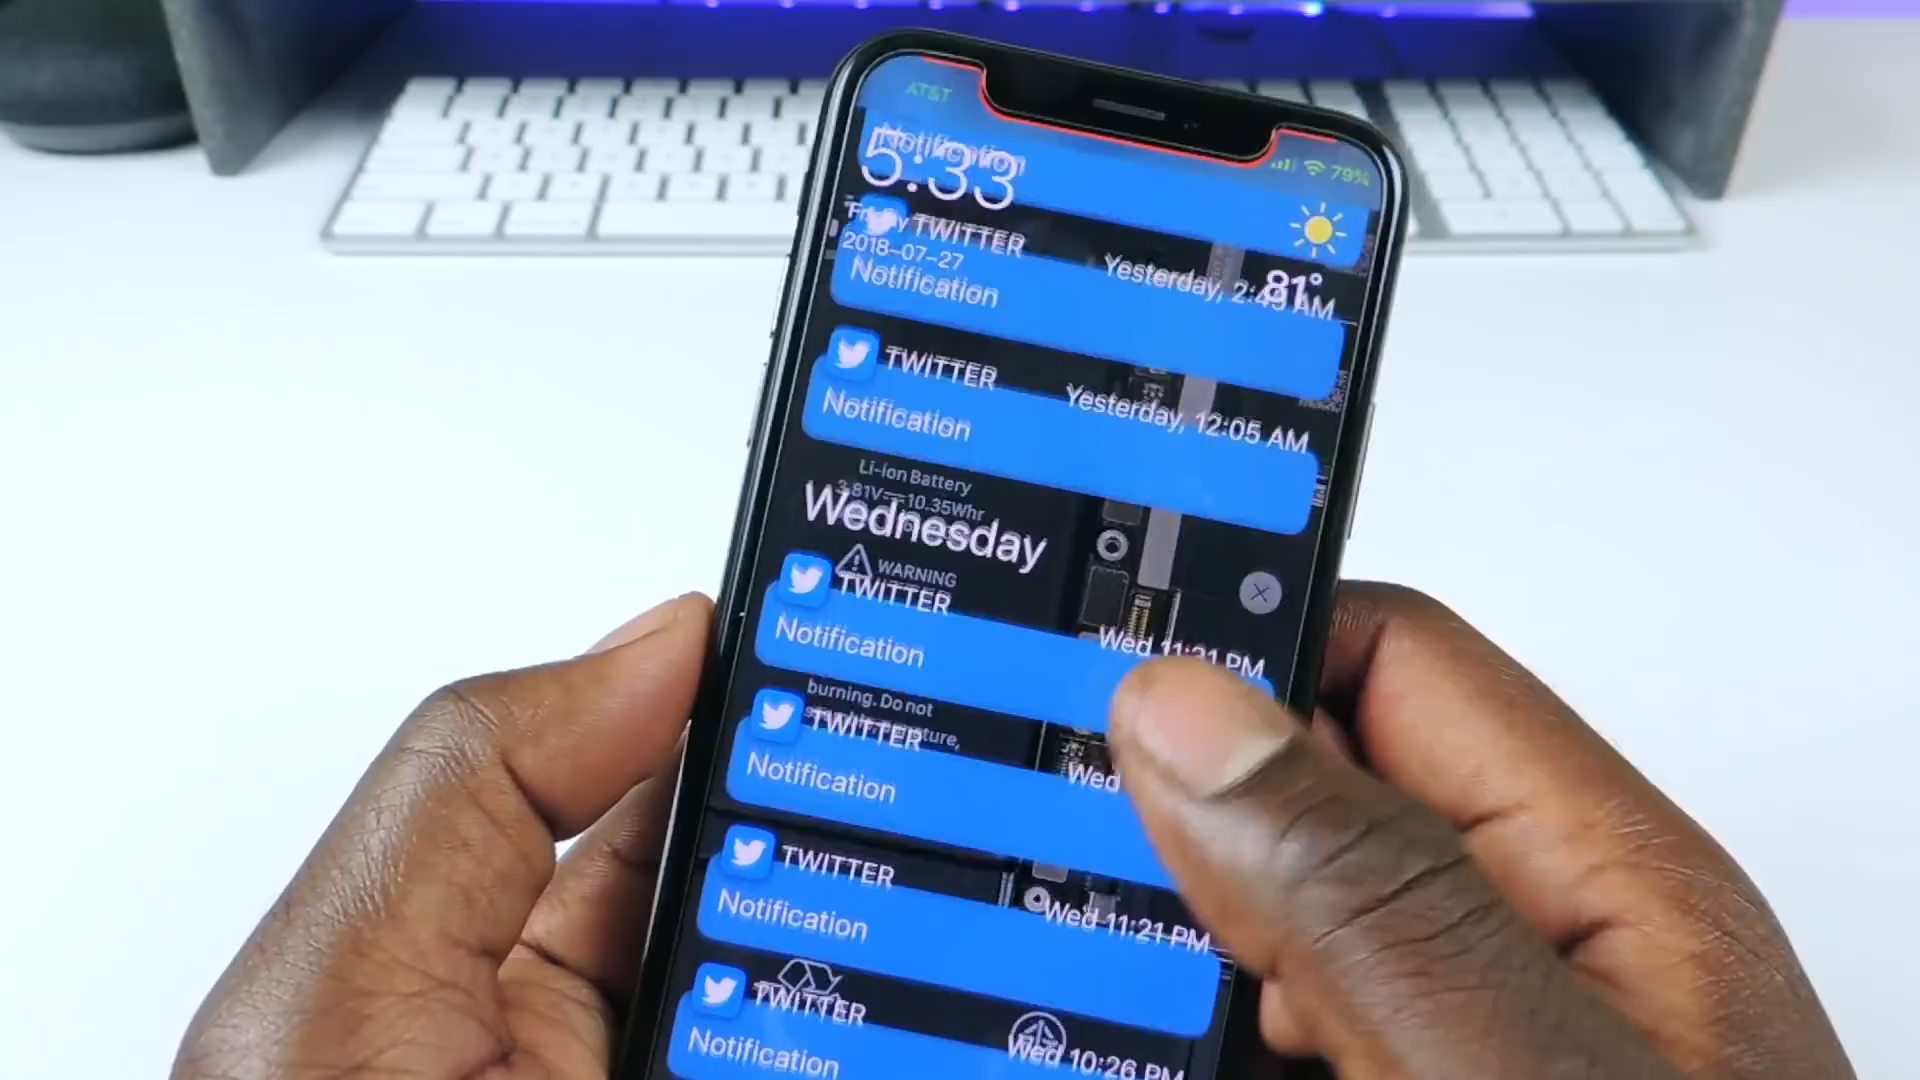 AT&T
79%
Notification
5:33
Friday
2018-07-27
81°
TWITTER
Yesterday, 2:49 AM
Notification
TWITTER
Yesterday, 12:05 AM
Notification
Li-ion Battery
3.81V 10.35Whr
Wednesday
WARNING
TWITTER
Wed 11:21 PM
Notification
burning. Do not
TWITTER
Wed
Notification
TWITTER
Wed 11:21 PM
Notification
TWITTER
Wed 10:26 PM
Notification